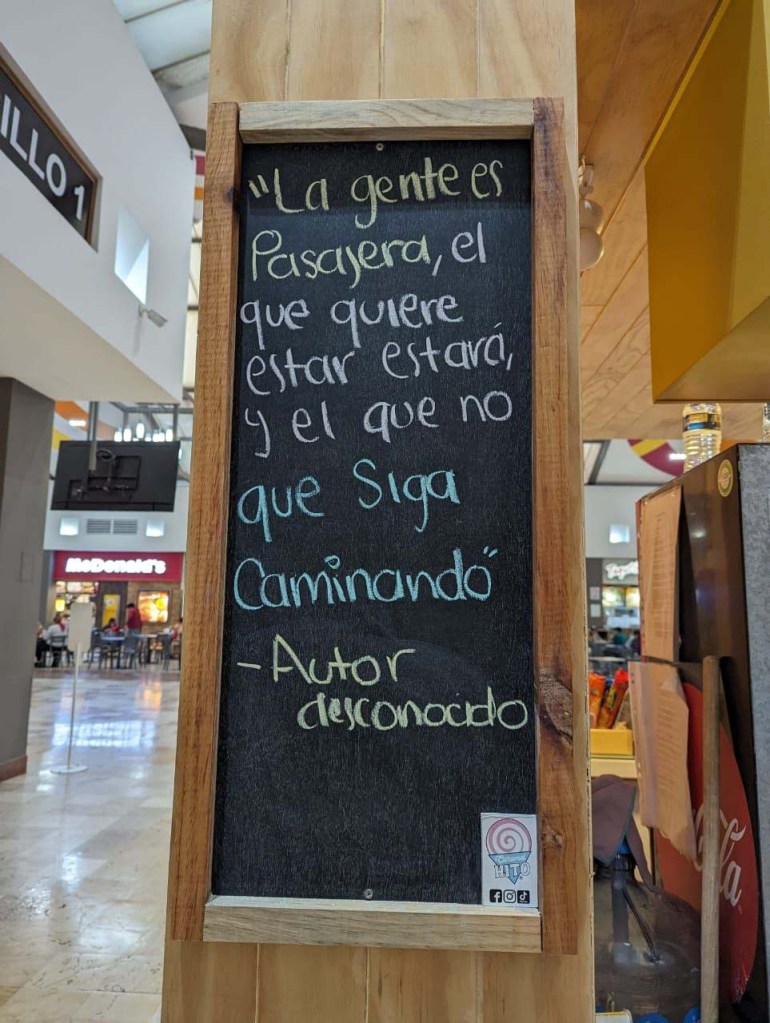 ILLO 1
"La gente es
Pasajera, el
que quiere
estar estará,
y el que no
que Siga
Caminando"
- Autor
desconocido
McDonald's
HITO
Cola